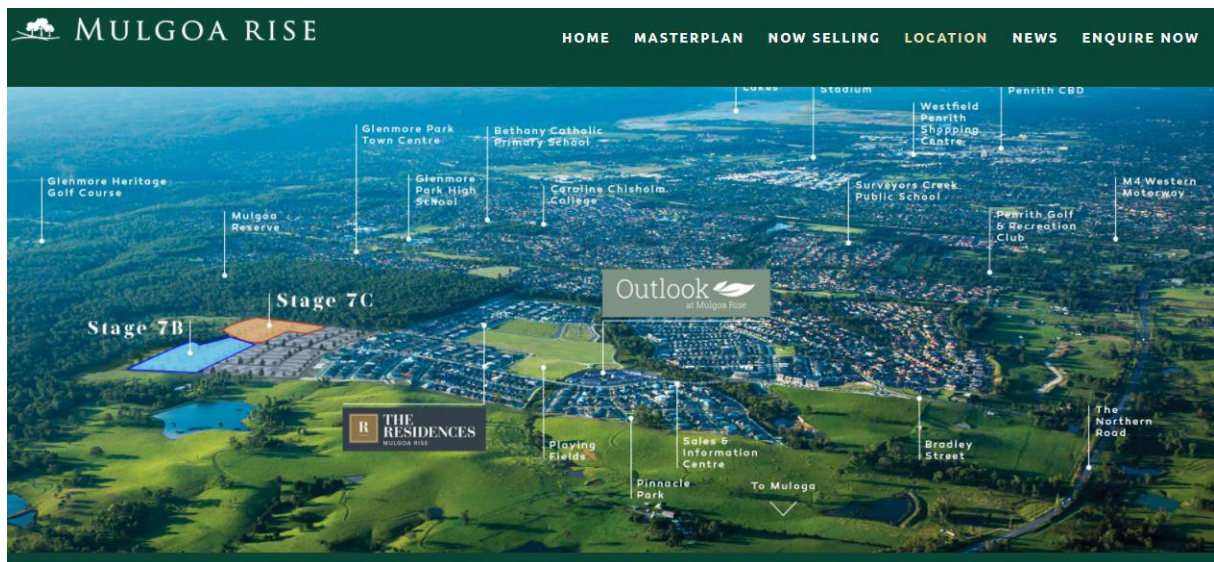 MULGOA RISE
HOME MASTERPLAN NOW SELLING LOCATION NEWS ENQUIRE NOW
Lakes
Stadium
Penrith CBD
Westfield
Penrith
Shopping
Centre
Glenmore Park
Town Centre
Bethany Catholic
Primary School
Glenmore Heritage
Golf Course
Glenmore
Park High
School
Caroline Chisholm
College
Surveyors Creek
Public School
M4 Western
Motorway
Mulgoa
Reserve
Penrith Golf
& Recreation
Club
Outlook
at Mulgoa Rise
Stage 7C
Stage 7B
R
THE
RESIDENCES
MULGOA RISE
Playing
Fields
Sales &
Information
Centre
Pinnacle
Park
To Muloga
Bradley
Street
The
Northern
Road